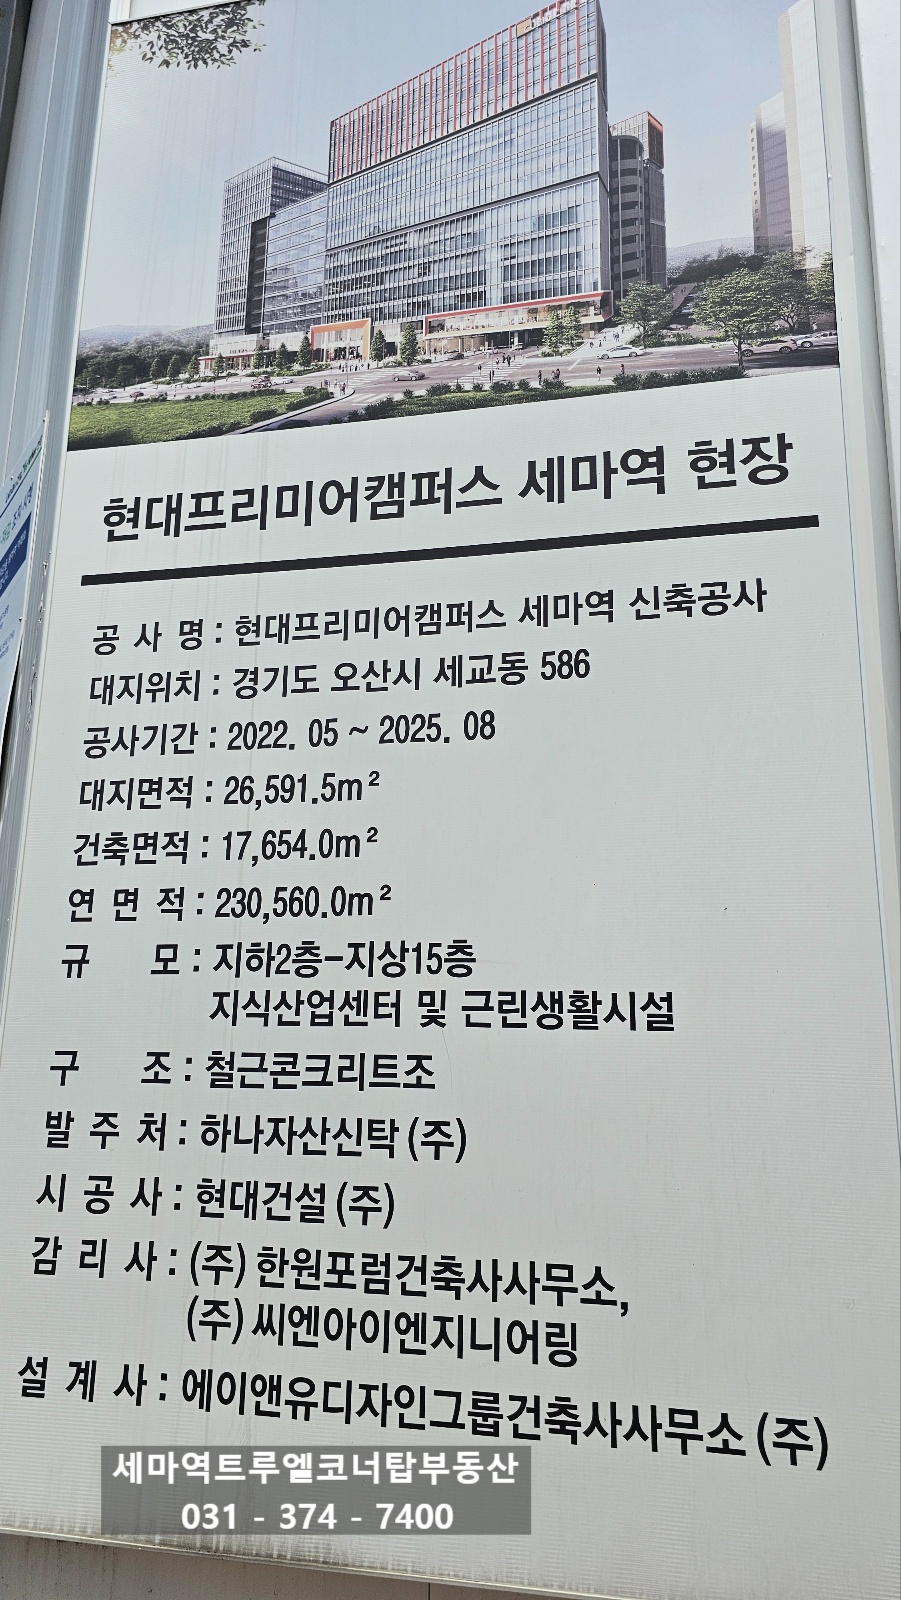 현대프리미어캠퍼스 세마역 현장
공 사 명 : 현대프리미어캠퍼스 세마역 신축공사
대지위치 : 경기도 오산시 세교동 586
공사기간 : 2022. 05 ~ 2025. 08
대지면적 : 26,591.5m²
건축면적 : 17,654.0m²
연 면 적 : 230,560.0m²
규 모 : 지하2층-지상15층
지식산업센터 및 근린생활시설
구 조 : 철근콘크리트조
발 주 처 : 하나자산신탁 (주)
시 공 사 : 현대건설 (주)
감 리 사 : (주) 한원포럼건축사사무소,
(주) 씨엔아이엔지니어링
설 계 사 : 에이앤유디자인그룹건축사사무소 (주)
세마역트루엘코너탑부동산
031 - 374 - 7400